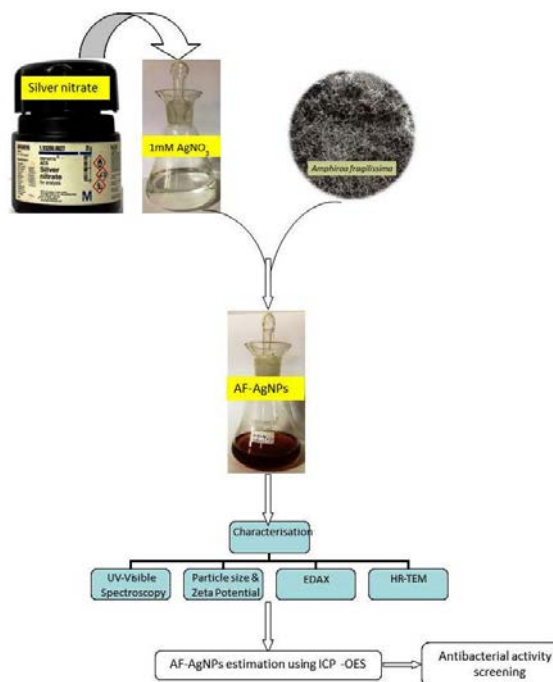 Silver nitrate
Silver
nitrate
M
1mM AgNO3
Amphiroa fragilissima
AF-AgNPs
Characterisation
UV-Visible
Spectroscopy
Particle size &
Zeta Potential
EDAX
HR-TEM
AF-AgNPs estimation using ICP -OES
Antibacterial activity
screening